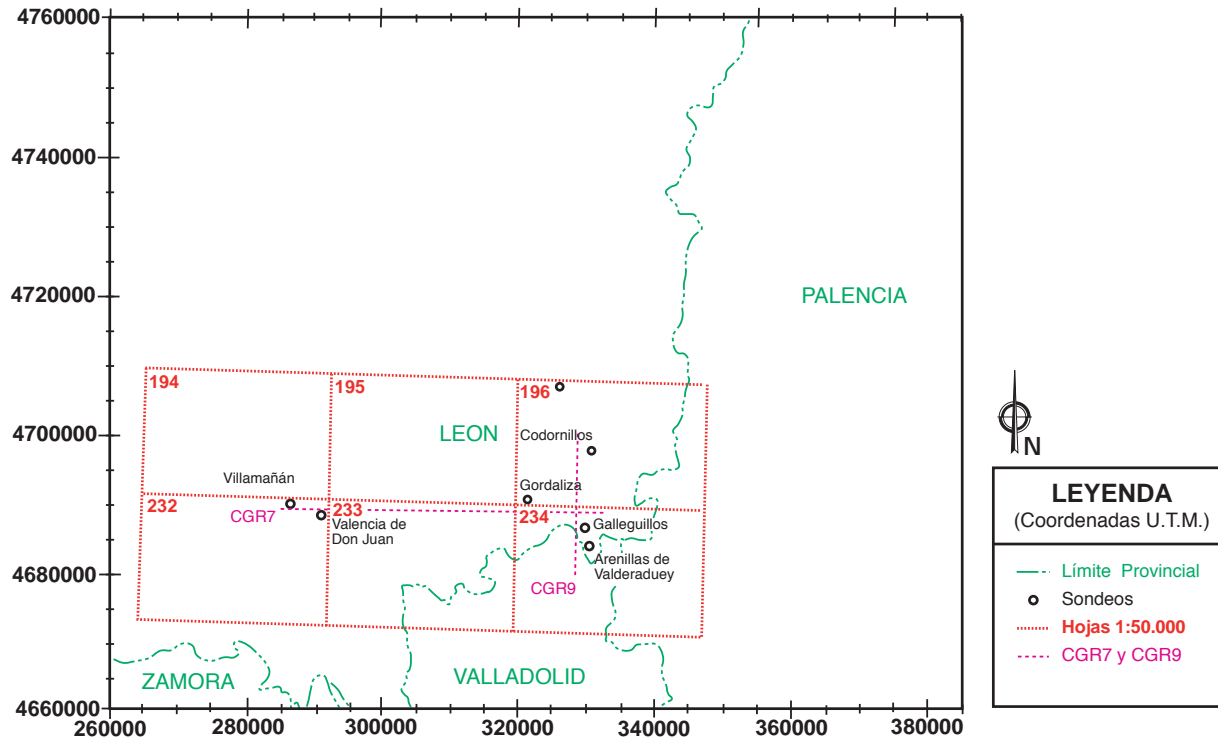 4760000
4740000
4720000
4700000
4680000
4660000
260000
280000
300000
320000
340000
360000
380000
PALENCIA
LEON
ZAMORA
VALLADOLID
194
195
196
232
233
234
Codornillos
Villamañán
Gordaliza
CGR7
Valencia de
Don Juan
Galleguillos
Arenillas de
Valderaduey
CGR9
N
LEYENDA
(Coordenadas U.T.M.)
Límite Provincial
Sondeos
Hojas 1:50.000
CGR7 y CGR9